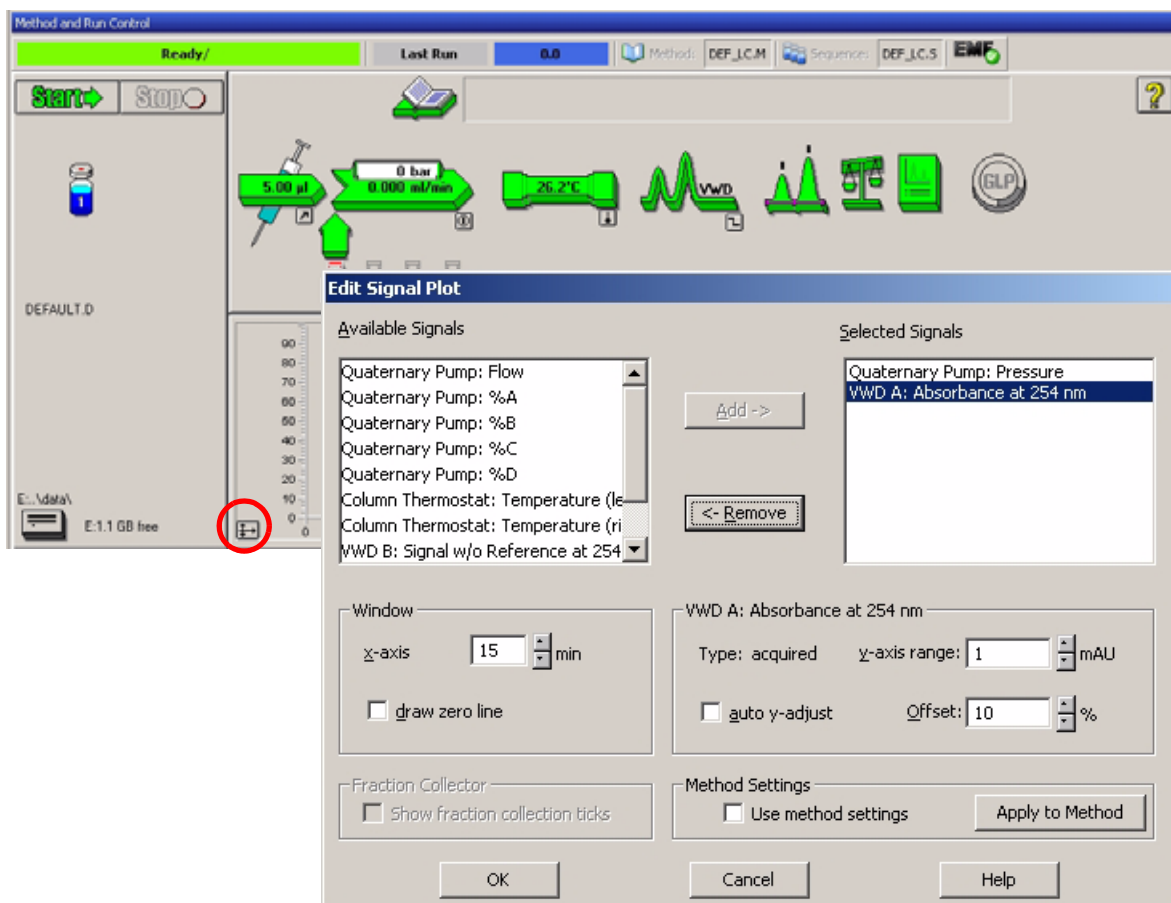 Method and Run Control
Ready/ Last Run 0.0 Method: DEF_LC.M Sequence: DEF_LC.S EMF
Start Stop
?
5.00 µl 0 bar 0.000 ml/min 26.2°C VWD GLP
1
DEFAULT.D
E:..\data\
E:1.1 GB free
90
80
70
60
50
40
30
20
10
0
0
Edit Signal Plot
Available Signals
Quaternary Pump: Flow
Quaternary Pump: %A
Quaternary Pump: %B
Quaternary Pump: %C
Quaternary Pump: %D
Column Thermostat: Temperature (le
Column Thermostat: Temperature (ri
VWD B: Signal w/o Reference at 254
Add ->
<- Remove
Selected Signals
Quaternary Pump: Pressure
VWD A: Absorbance at 254 nm
Window
x-axis 15 min
draw zero line
VWD A: Absorbance at 254 nm
Type: acquired y-axis range: 1 mAU
auto y-adjust Offset: 10 %
Fraction Collector
Show fraction collection ticks
Method Settings
Use method settings Apply to Method
OK Cancel Help